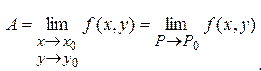 A = lim f(x, y) = lim f(x, y)
x→x₀ P→P₀
y→y₀
.